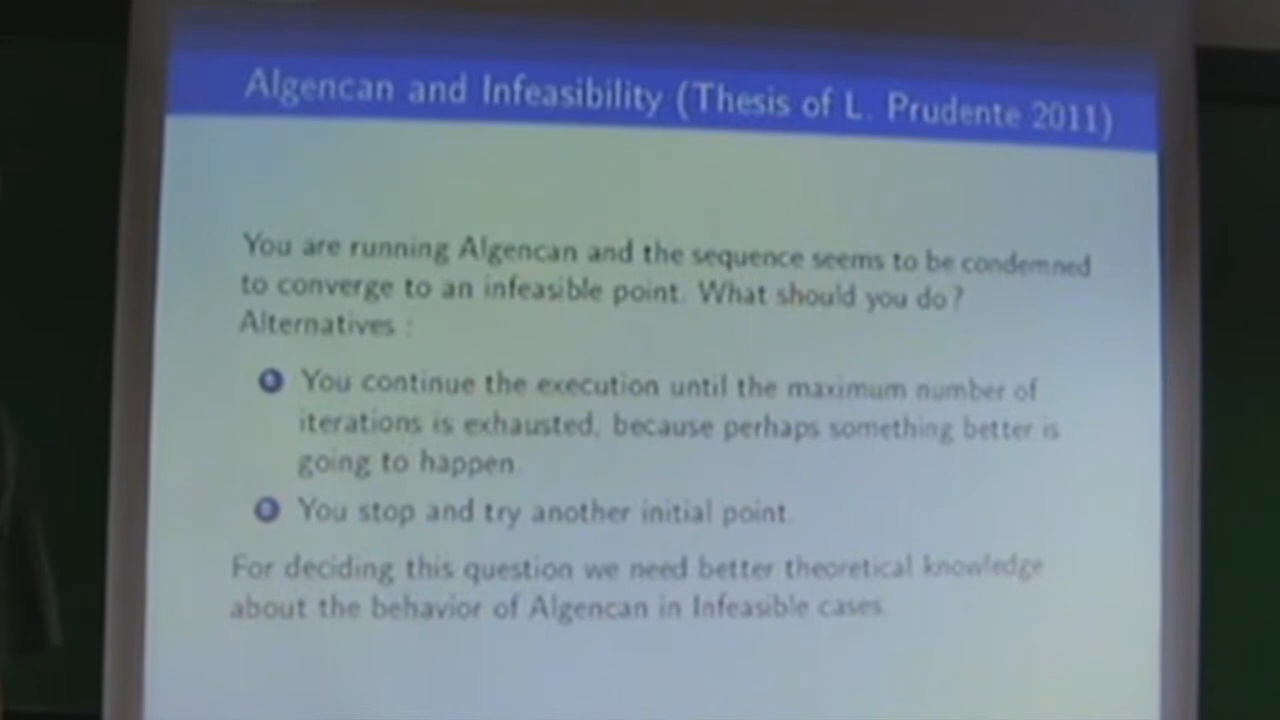 Algencan and Infeasibility (Thesis of L. Prudente 2011)
You are running Algencan and the sequence seems to be condemned
to converge to an infeasible point. What should you do?
Alternatives :
You continue the execution until the maximum number of
iterations is exhausted, because perhaps something better is
going to happen.
You stop and try another initial point.
For deciding this question we need better theoretical knowledge
about the behavior of Algencan in Infeasible cases.